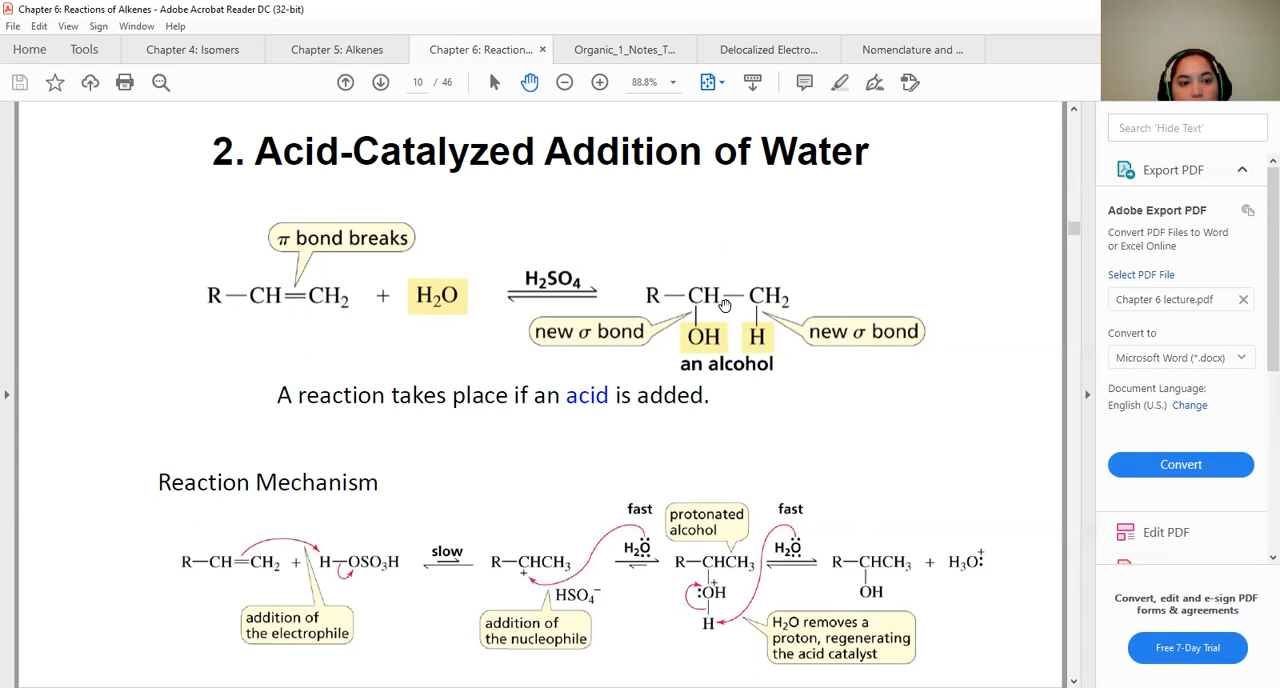 Chapter 6: Reactions of Alkenes - Adobe Acrobat Reader DC (32-bit)
File Edit View Sign Window Help
Home Tools Chapter 4: Isomers Chapter 5: Alkenes Chapter 6: Reaction... × Organic_1_Notes_T... Delocalized Electro... Nomenclature and ...
10 / 46 88.8%
Search 'Hide Text'
Export PDF
Adobe Export PDF
Convert PDF Files to Word
or Excel Online
Select PDF File
Chapter 6 lecture.pdf ×
Convert to
Microsoft Word (*.docx)
Document Language:
English (U.S.) Change
Convert
Edit PDF
Convert, edit and e-sign PDF
forms & agreements
Free 7-Day Trial
2. Acid-Catalyzed Addition of Water
π bond breaks
R—CH=CH₂ + H₂O H₂SO₄ ⇌ R—CH—CH₂
new σ bond OH H new σ bond
an alcohol
A reaction takes place if an acid is added.
Reaction Mechanism
fast protonated alcohol fast
R—CH=CH₂ + H—OSO₃H slow ⇌ R—CHCH₃ H₂Ö: ⇌ R—CHCH₃ H₂Ö: ⇌ R—CHCH₃ + H₃O:⁺
+ HSO₄⁻ :OH⁺ OH
H
addition of
the electrophile
addition of
the nucleophile
H₂O removes a
proton, regenerating
the acid catalyst